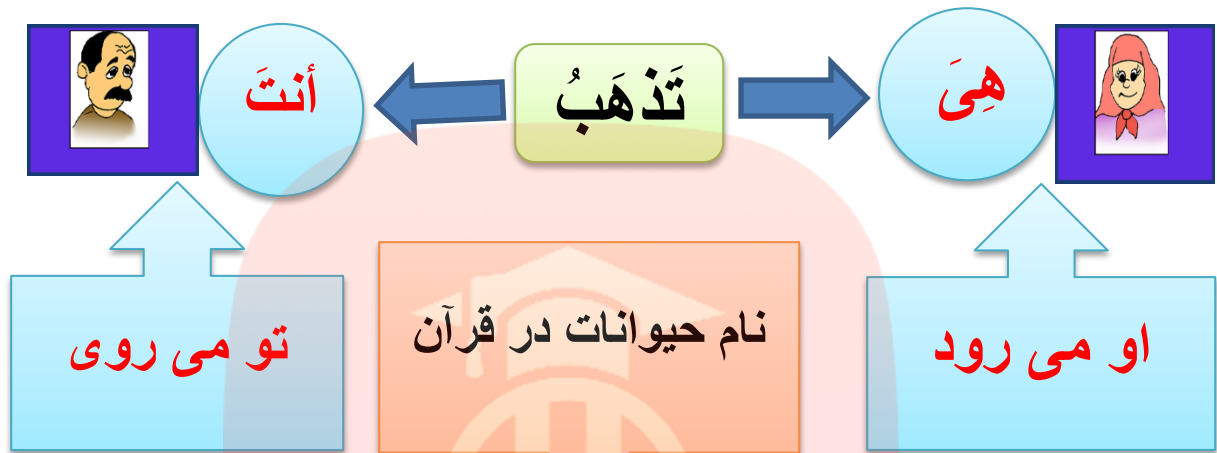 هِیَ
تَذهَبُ
أنتَ
او می رود
نام حیوانات در قرآن
تو می روی